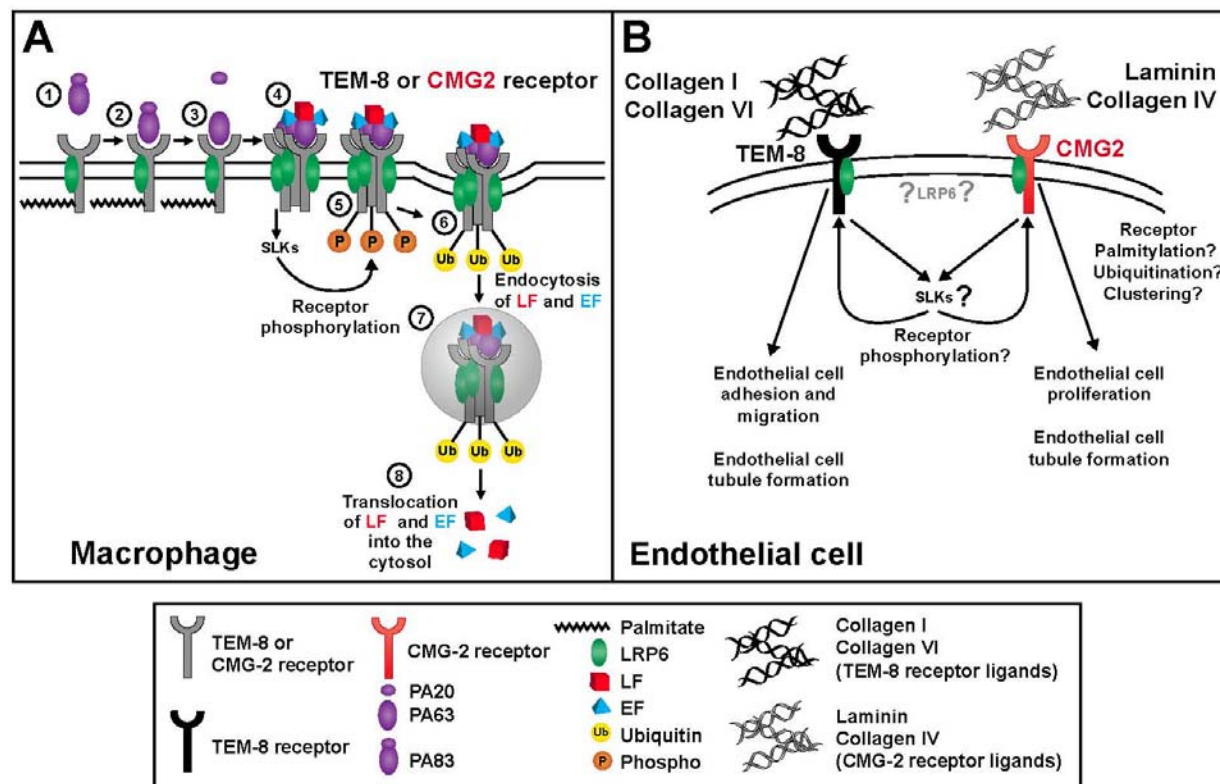 A
TEM-8 or CMG2 receptor
1
2
3
4
5
6
SLKs
P P P
Receptor
phosphorylation
Ub Ub Ub
Endocytosis
of LF and EF
7
Ub Ub Ub
8
Translocation
of LF and EF
into the
cytosol
Macrophage
B
Collagen I
Collagen VI
Laminin
Collagen IV
TEM-8
CMG2
?LRP6?
Receptor
Palmitylation?
Ubiquitination?
Clustering?
SLKs?
Receptor
phosphorylation?
Endothelial cell
adhesion and
migration
Endothelial cell
tubule formation
Endothelial cell
proliferation
Endothelial cell
tubule formation
Endothelial cell
TEM-8 or
CMG-2 receptor
TEM-8 receptor
CMG-2 receptor
PA20
PA63
PA83
Palmitate
LRP6
LF
EF
Ub Ubiquitin
P Phospho
Collagen I
Collagen VI
(TEM-8 receptor ligands)
Laminin
Collagen IV
(CMG-2 receptor ligands)